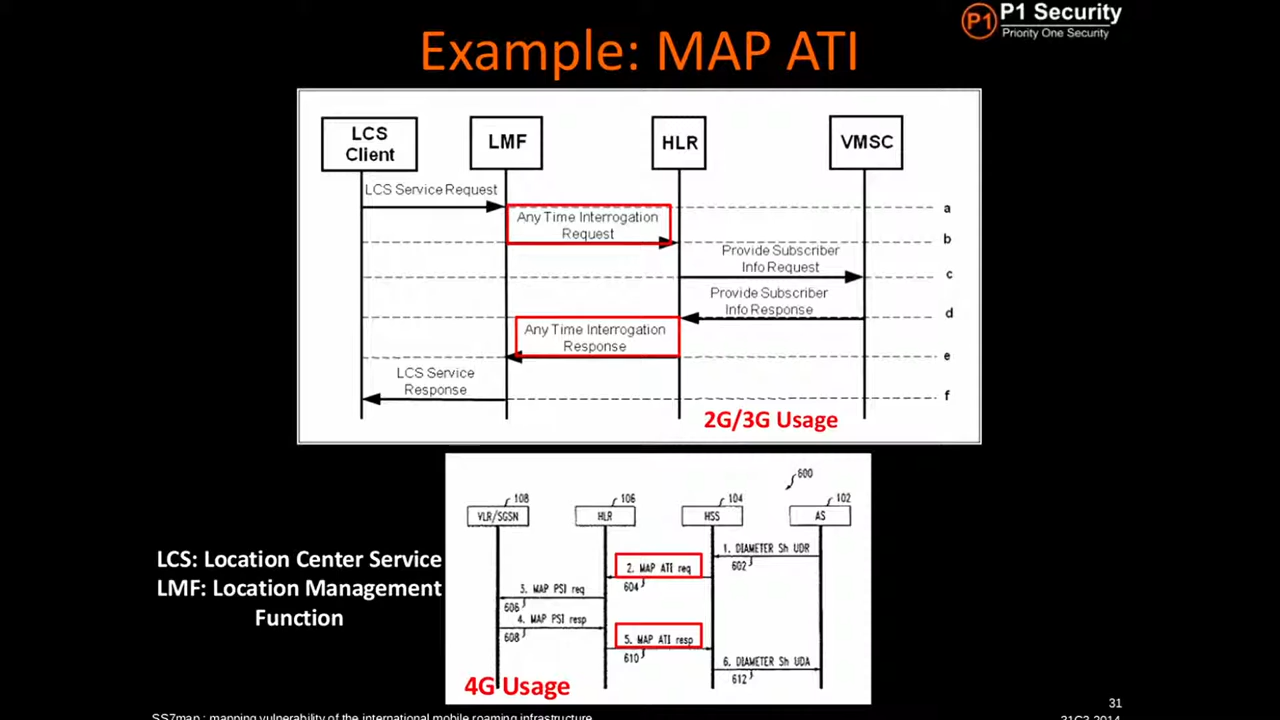 P1 Security
P1
Priority One Security
Example: MAP ATI
LCS
Client
LMF
HLR
VMSC
LCS Service Request
a
Any Time Interrogation
Request
b
Provide Subscriber
Info Request
c
Provide Subscriber
Info Response
d
Any Time Interrogation
Response
e
LCS Service
Response
f
2G/3G Usage
600
108
106
104
102
VLR/SGSN
HLR
HSS
AS
1. DIAMETER Sh UDR
602
2. MAP ATI req
604
3. MAP PSI req
606
4. MAP PSI resp
608
5. MAP ATI resp
610
6. DIAMETER Sh UDA
612
4G Usage
LCS: Location Center Service
LMF: Location Management
Function
31
SS7map : mapping vulnerability of the international mobile roaming infrastructure
31C3 2014